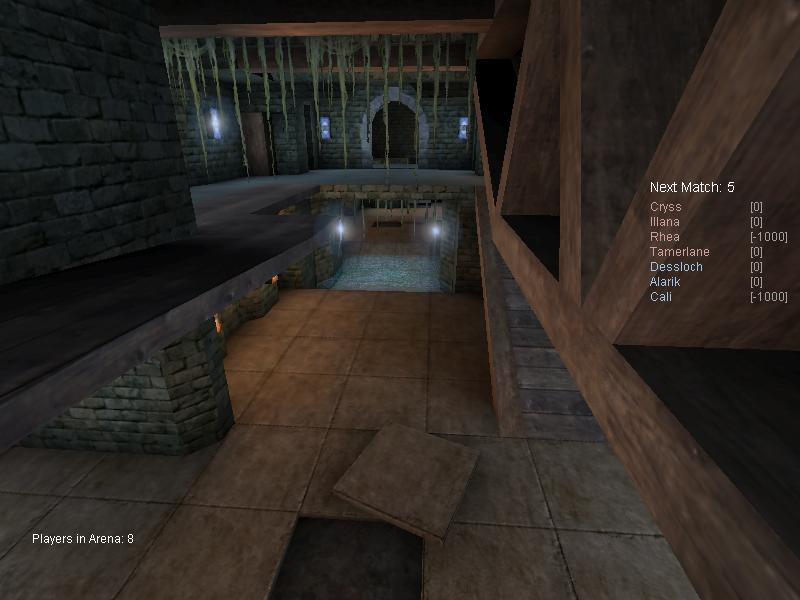 Next Match: 5
Cryss [0]
Illana [0]
Rhea [-1000]
Tamerlane [0]
Dessloch [0]
Alarik [0]
Cali [-1000]
Players in Arena: 8